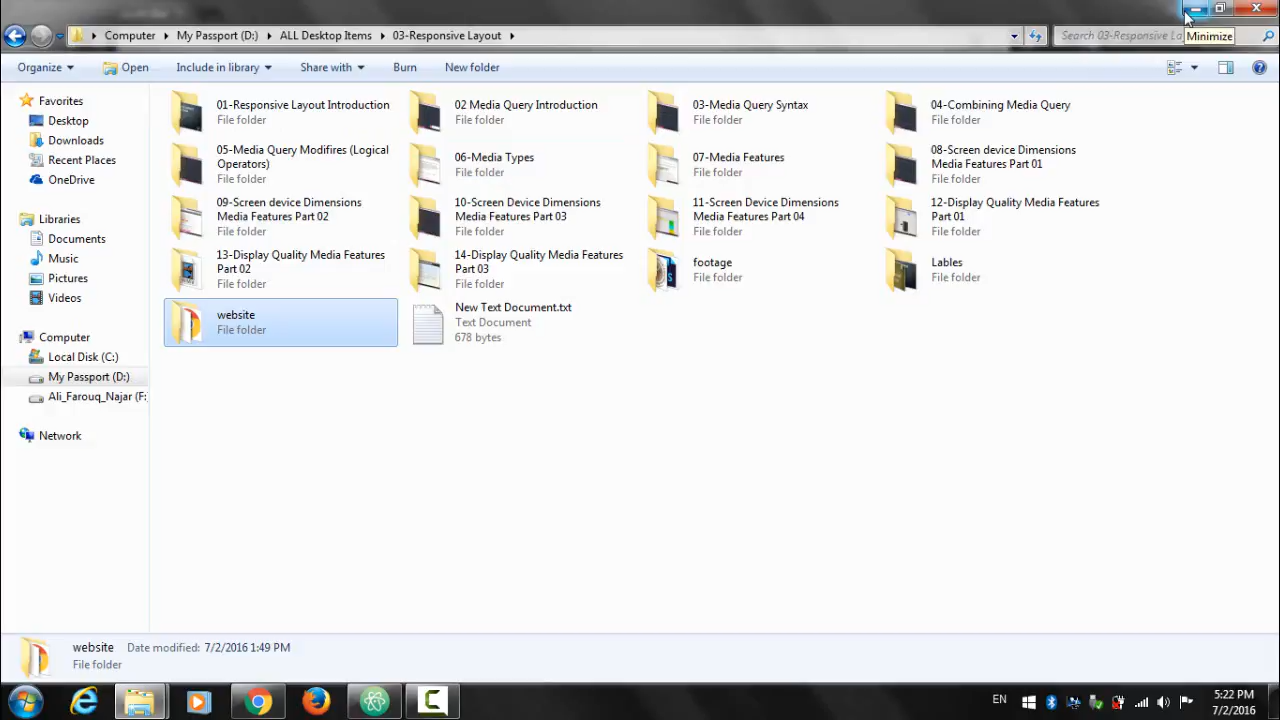 Computer ▸ My Passport (D:) ▸ ALL Desktop Items ▸ 03-Responsive Layout ▸
Search 03-Responsive La
Minimize
Organize
Open
Include in library
Share with
Burn
New folder
Favorites
Desktop
Downloads
Recent Places
OneDrive
Libraries
Documents
Music
Pictures
Videos
Computer
Local Disk (C:)
My Passport (D:)
Ali_Farouq_Najar (F:
Network
01-Responsive Layout Introduction
File folder
02 Media Query Introduction
File folder
03-Media Query Syntax
File folder
04-Combining Media Query
File folder
05-Media Query Modifires (Logical
Operators)
File folder
06-Media Types
File folder
07-Media Features
File folder
08-Screen device Dimensions
Media Features Part 01
File folder
09-Screen device Dimensions
Media Features Part 02
File folder
10-Screen Device Dimensions
Media Features Part 03
File folder
11-Screen Device Dimensions
Media Features Part 04
File folder
12-Display Quality Media Features
Part 01
File folder
13-Display Quality Media Features
Part 02
File folder
14-Display Quality Media Features
Part 03
File folder
footage
File folder
Lables
File folder
website
File folder
New Text Document.txt
Text Document
678 bytes
website Date modified: 7/2/2016 1:49 PM
File folder
EN
5:22 PM
7/2/2016